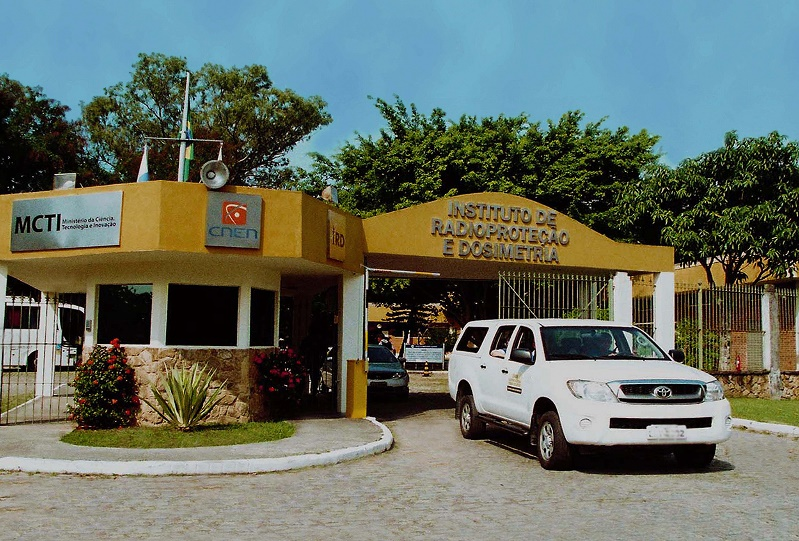 MCTI Ministério da Ciência,
Tecnologia e Inovação
CNEN
IRD
INSTITUTO DE
RADIOPROTEÇÃO
E DOSIMETRIA